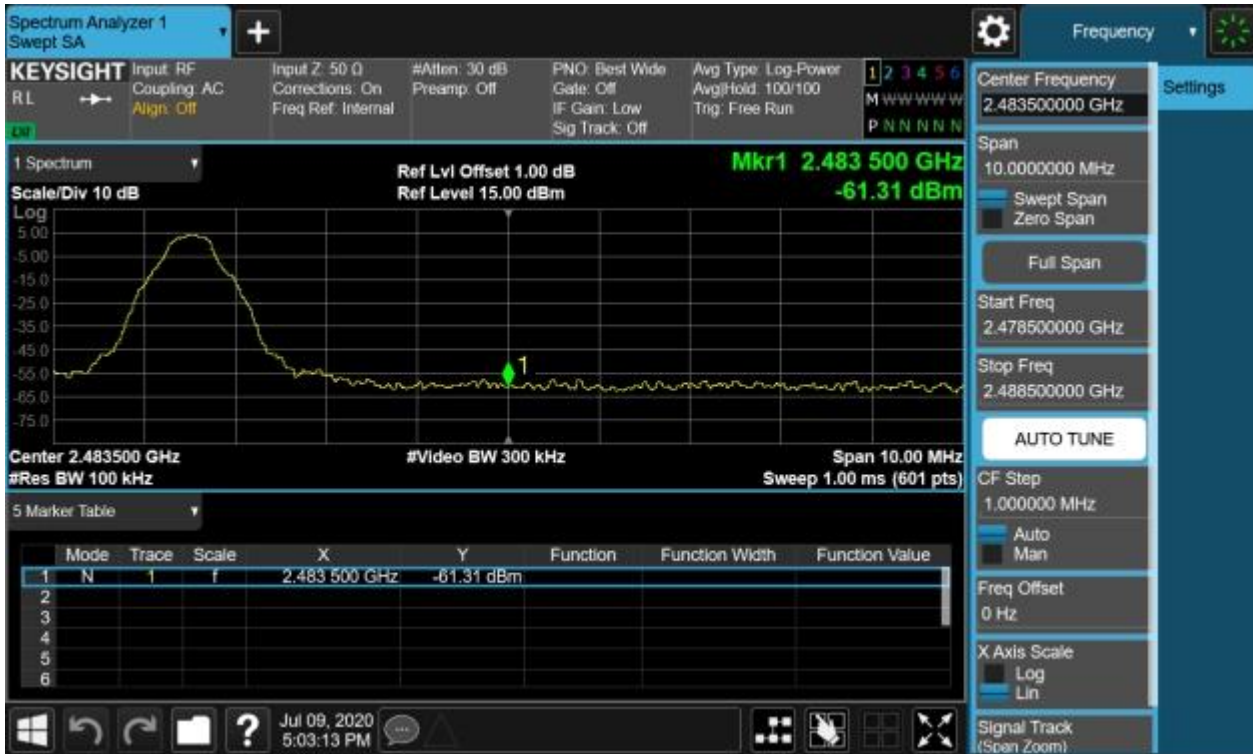 Spectrum Analyzer 1
Swept SA
+
Frequency
KEYSIGHT
RL
LXI
Input: RF
Coupling: AC
Align: Off
Input Z: 50 Ω
Corrections: On
Freq Ref: Internal
#Atten: 30 dB
Preamp: Off
PNO: Best Wide
Gate: Off
IF Gain: Low
Sig Track: Off
Avg Type: Log-Power
Avg|Hold: 100/100
Trig: Free Run
1 2 3 4 5 6
M W W W W W
P N N N N N
1 Spectrum
Scale/Div 10 dB
Ref Lvl Offset 1.00 dB
Ref Level 15.00 dBm
Mkr1 2.483 500 GHz
-61.31 dBm
Log
5.00
-5.00
-15.0
-25.0
-35.0
-45.0
-55.0
-65.0
-75.0
1
Center 2.483500 GHz
#Video BW 300 kHz
Span 10.00 MHz
#Res BW 100 kHz
Sweep 1.00 ms (601 pts)
5 Marker Table
Mode Trace Scale X Y Function Function Width Function Value
1 N 1 f 2.483 500 GHz -61.31 dBm
2
3
4
5
6
?
Jul 09, 2020
5:03:13 PM
Center Frequency
2.483500000 GHz
Settings
Span
10.0000000 MHz
Swept Span
Zero Span
Full Span
Start Freq
2.478500000 GHz
Stop Freq
2.488500000 GHz
AUTO TUNE
CF Step
1.000000 MHz
Auto
Man
Freq Offset
0 Hz
X Axis Scale
Log
Lin
Signal Track
(Span Zoom)